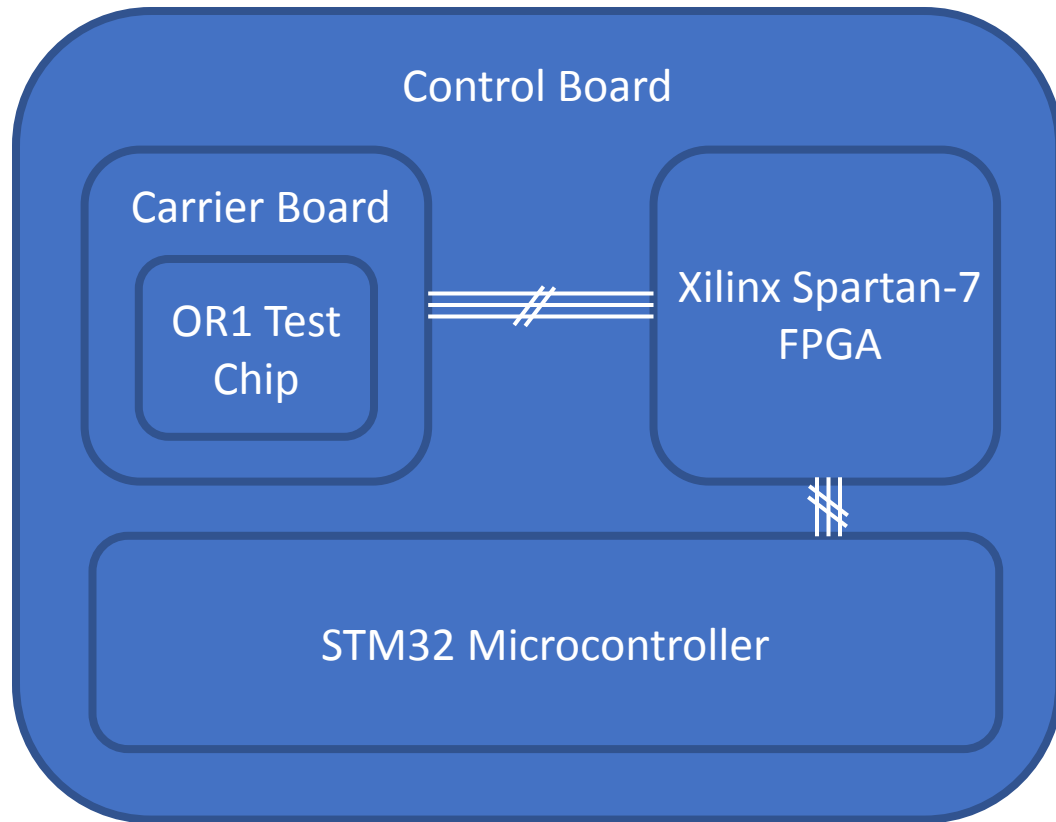 Control Board
Carrier Board
OR1 Test
Chip
Xilinx Spartan-7
FPGA
STM32 Microcontroller